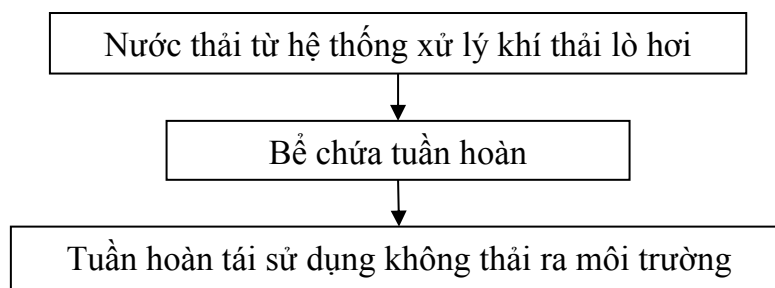 Nước thải từ hệ thống xử lý khí thải lò hơi
Bể chứa tuần hoàn
Tuần hoàn tái sử dụng không thải ra môi trường